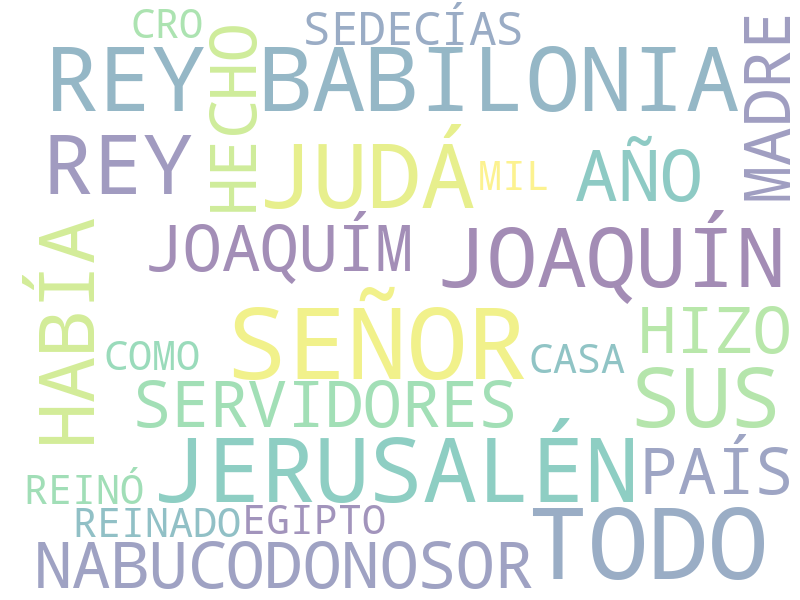 CRO SEDECÍAS
REY BABILONIA
HECHO
MADRE
REY JUDÁ MIL AÑO
JOAQUÍM JOAQUÍN
HABÍA
SEÑOR HIZO
COMO CASA
SERVIDORES SUS
JERUSALÉN PAÍS
REINÓ
REINADO EGIPTO TODO
NABUCODONOSOR